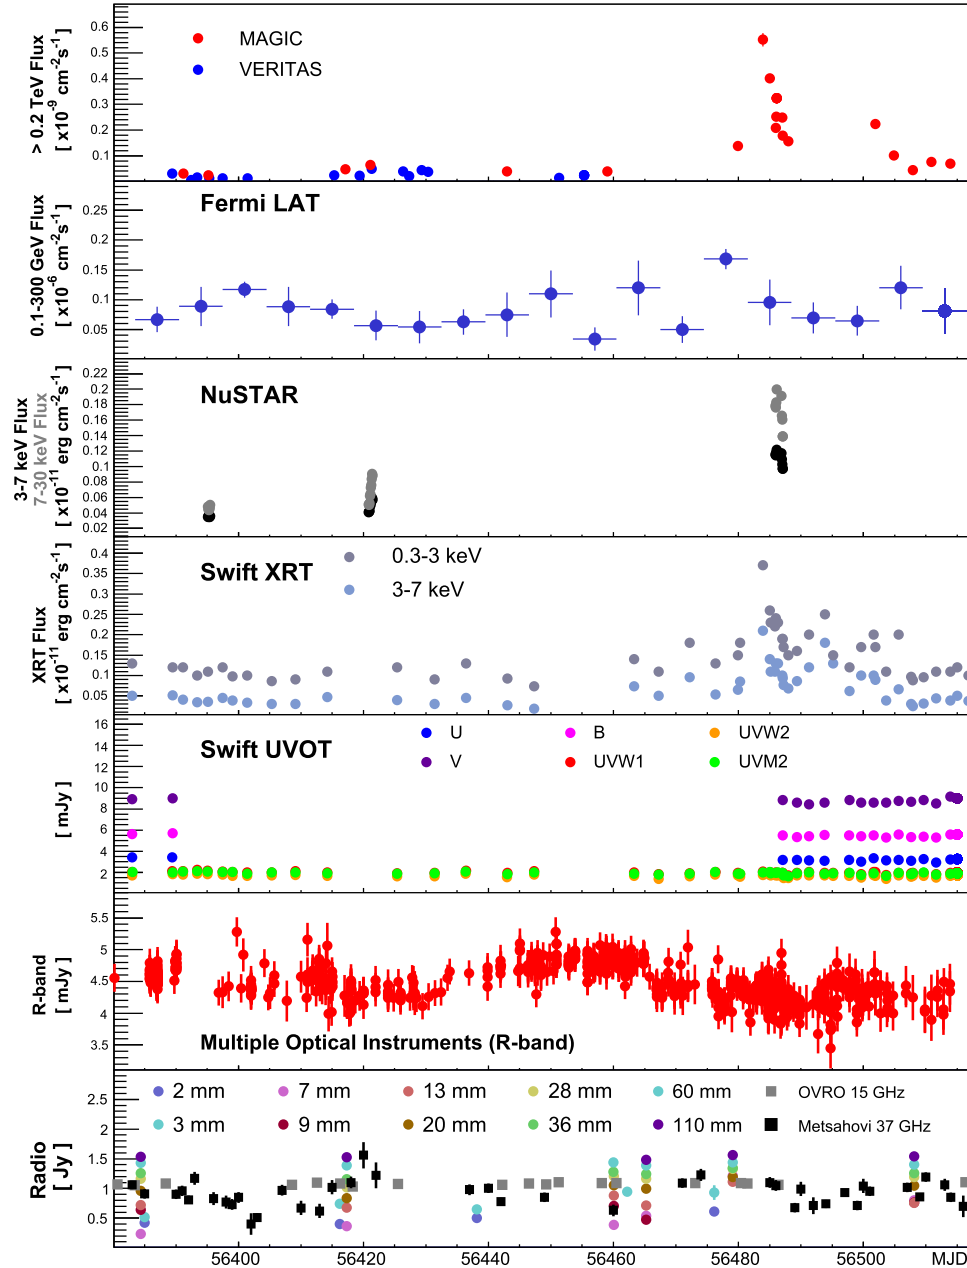 > 0.2 TeV Flux
[ x10-9 cm-2s-1]
0.6
0.5
0.4
0.3
0.2
0.1
MAGIC
VERITAS
0.1-300 GeV Flux
[ x10-6 cm-2s-1]
0.25
0.2
0.15
0.1
0.05
Fermi LAT
3-7 keV Flux
7-30 keV Flux
[ x10-11 erg cm-2s-1]
0.22
0.2
0.18
0.16
0.14
0.12
0.1
0.08
0.06
0.04
0.02
NuSTAR
XRT Flux
[x10-11 erg cm-2s-1]
0.4
0.35
0.3
0.25
0.2
0.15
0.1
0.05
Swift XRT
0.3-3 keV
3-7 keV
[ mJy]
16
14
12
10
8
6
4
2
Swift UVOT
U B UVW2
V UVW1 UVM2
R-band
[ mJy]
5.5
5
4.5
4
3.5
Multiple Optical Instruments (R-band)
Radio
[ Jy]
2.5
2
1.5
1
0.5
2 mm 7 mm 13 mm 28 mm 60 mm OVRO 15 GHz
3 mm 9 mm 20 mm 36 mm 110 mm Metsahovi 37 GHz
56400 56420 56440 56460 56480 56500 MJD